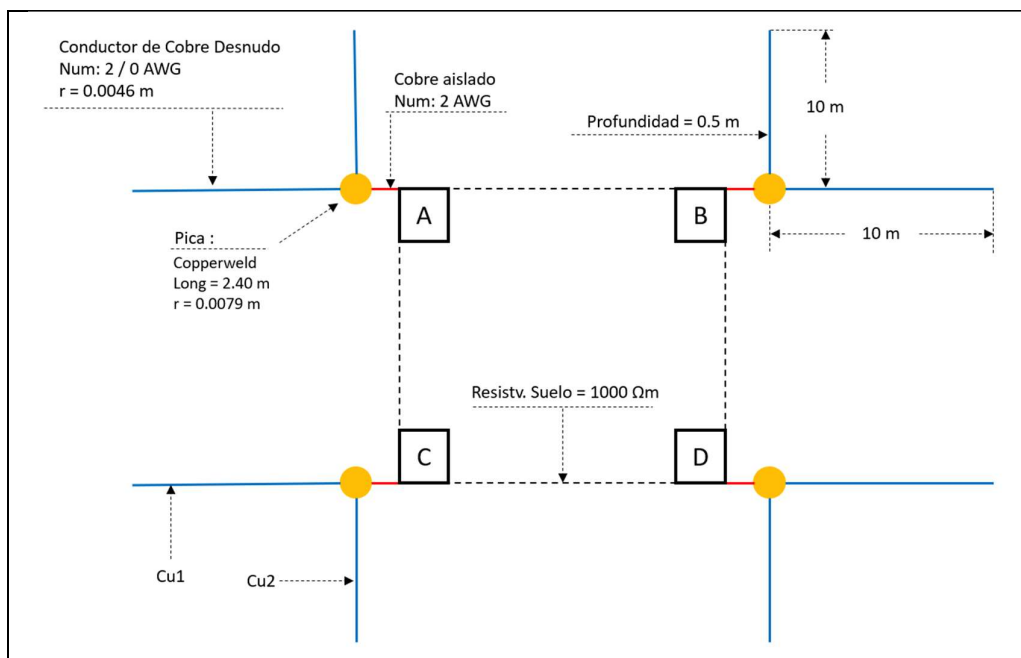 Conductor de Cobre Desnudo
Num: 2 / 0 AWG
r = 0.0046 m
Cobre aislado
Num: 2 AWG
Profundidad = 0.5 m
10 m
A
B
10 m
Pica :
Copperweld
Long = 2.40 m
r = 0.0079 m
Resistv. Suelo = 1000 Ωm
C
D
Cu1
Cu2